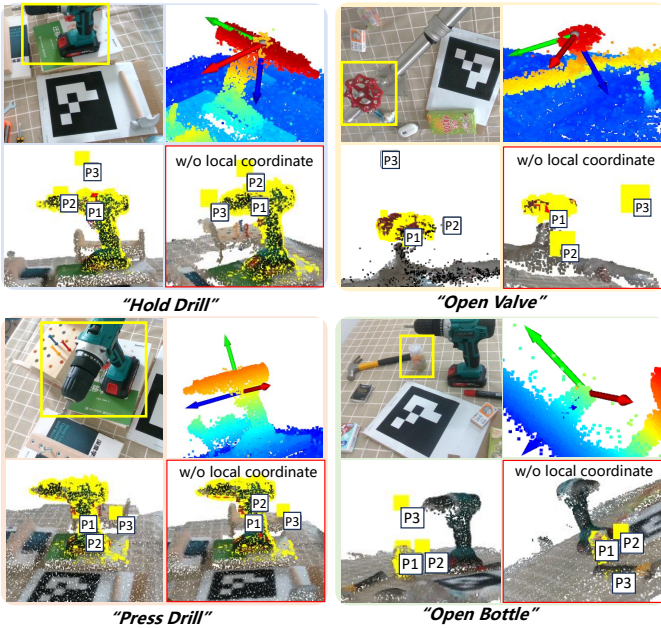 w/o local coordinate
P3
P2
P1
P2
P3
P1
"Hold Drill"
w/o local coordinate
P3
P2
P1
P3
P1
P2
"Open Valve"
w/o local coordinate
P1
P3
P2
P2
P1
P3
"Press Drill"
w/o local coordinate
P3
P1
P2
P1
P2
P3
"Open Bottle"